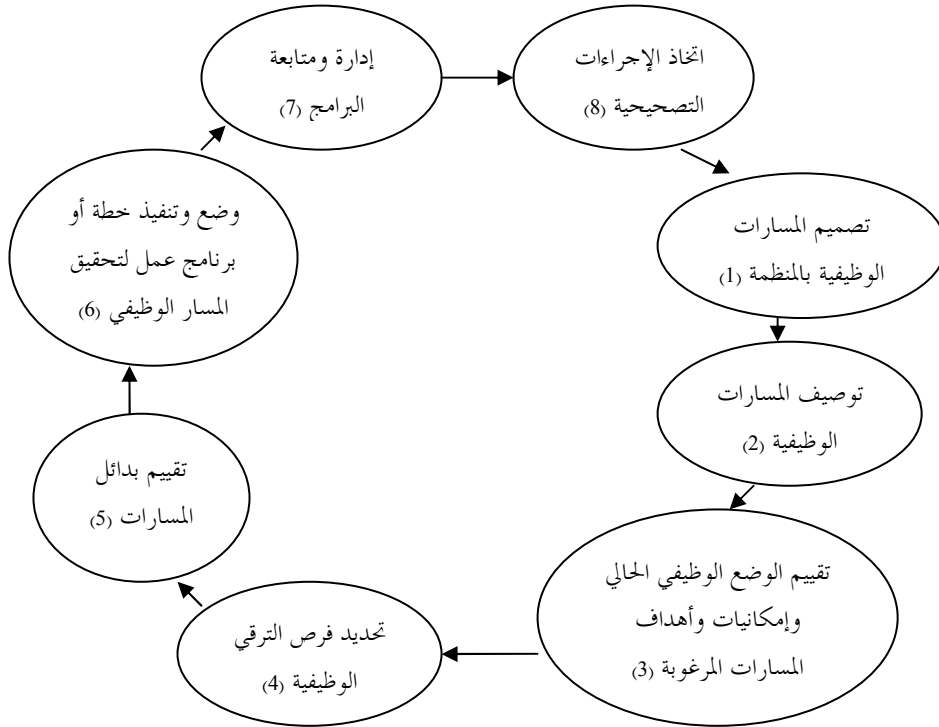 إدارة ومتابعة
البرامج (7)
اتخاذ الإجراءات
التصحيحية (8)
تصميم المسارات
الوظيفية بالمنظمة (1)
توصيف المسارات
الوظيفية (2)
تقييم الوضع الوظيفي الحالي
وإمكانيات وأهداف
المسارات المرغوبة (3)
تحديد فرص الترقي
الوظيفية (4)
تقييم بدائل
المسارات (5)
وضع وتنفيذ خطة أو
برنامج عمل لتحقيق
المسار الوظيفي (6)